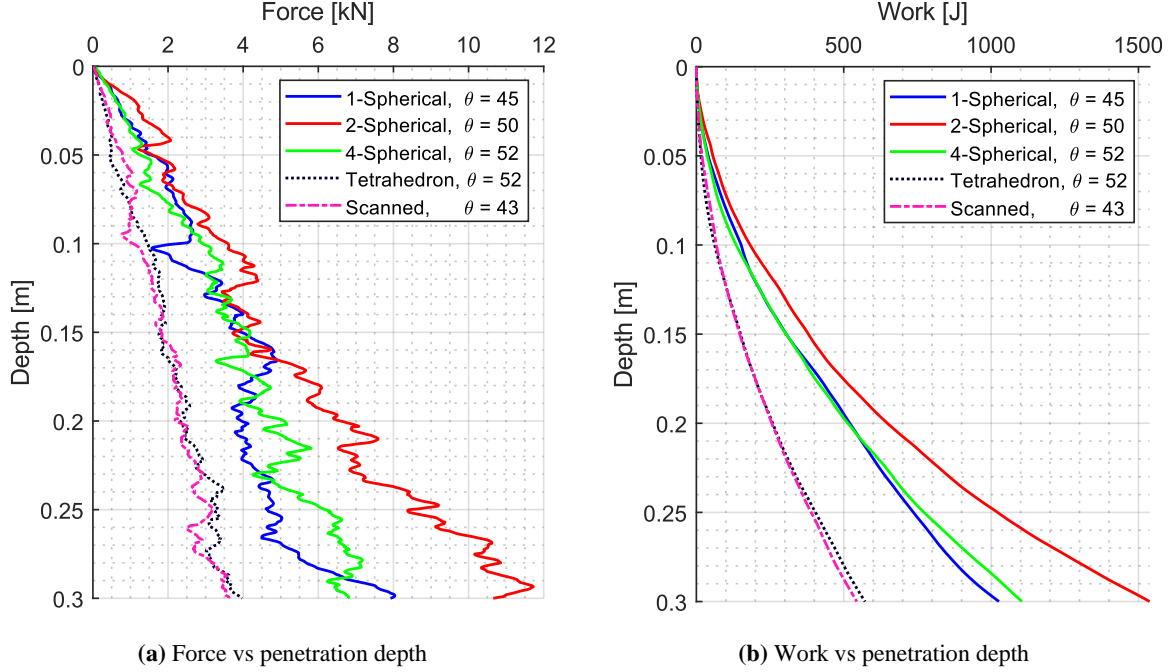 Force [kN]
0 2 4 6 8 10 12
0
0.05
0.1
0.15
0.2
0.25
0.3
Depth [m]
1-Spherical, θ = 45
2-Spherical, θ = 50
4-Spherical, θ = 52
Tetrahedron, θ = 52
Scanned, θ = 43
(a) Force vs penetration depth
Work [J]
0 500 1000 1500
0
0.05
0.1
0.15
0.2
0.25
0.3
Depth [m]
1-Spherical, θ = 45
2-Spherical, θ = 50
4-Spherical, θ = 52
Tetrahedron, θ = 52
Scanned, θ = 43
(b) Work vs penetration depth